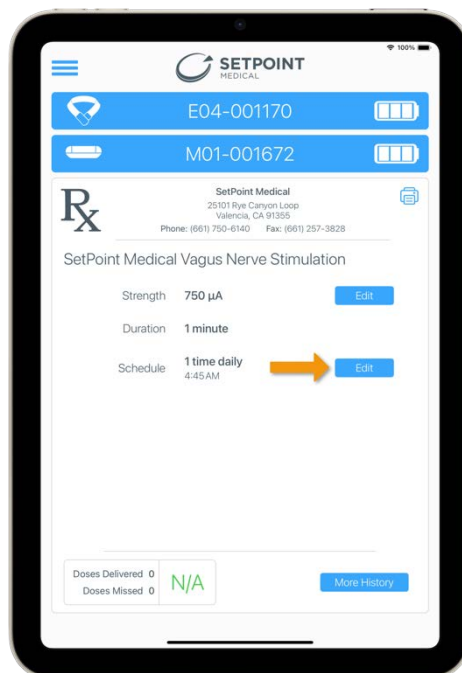 100%
SETPOINT
MEDICAL
E04-001170
M01-001672
Rx
SetPoint Medical
25101 Rye Canyon Loop
Valencia, CA 91355
Phone: (661) 750-6140 Fax: (661) 257-3828
SetPoint Medical Vagus Nerve Stimulation
Strength 750 µA Edit
Duration 1 minute
Schedule 1 time daily Edit
4:45 AM
Doses Delivered 0
Doses Missed 0
N/A
More History